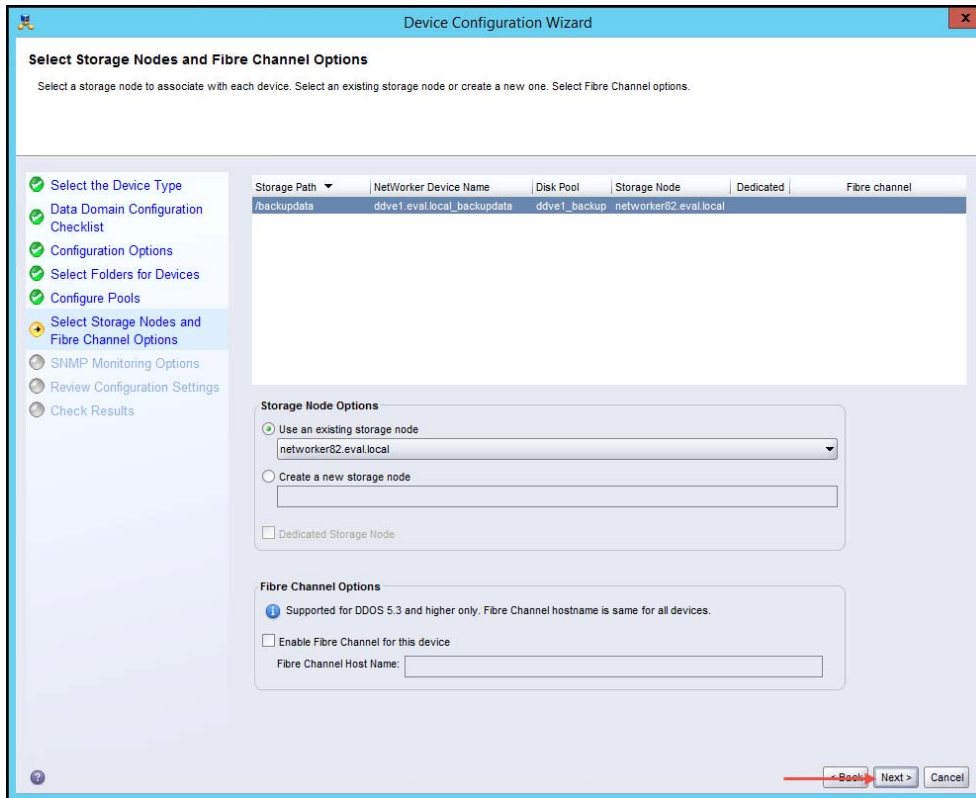 Device Configuration Wizard
x
Select Storage Nodes and Fibre Channel Options
Select a storage node to associate with each device. Select an existing storage node or create a new one. Select Fibre Channel options.
Select the Device Type
Data Domain Configuration
Checklist
Configuration Options
Select Folders for Devices
Configure Pools
Select Storage Nodes and
Fibre Channel Options
SNMP Monitoring Options
Review Configuration Settings
Check Results
Storage Path NetWorker Device Name Disk Pool Storage Node Dedicated Fibre channel
/backupdata ddve1.eval.local_backupdata ddve1_backup networker82.eval.local
Storage Node Options
Use an existing storage node
networker82.eval.local
Create a new storage node
Dedicated Storage Node
Fibre Channel Options
i Supported for DDOS 5.3 and higher only. Fibre Channel hostname is same for all devices.
Enable Fibre Channel for this device
Fibre Channel Host Name:
?
< Back Next > Cancel